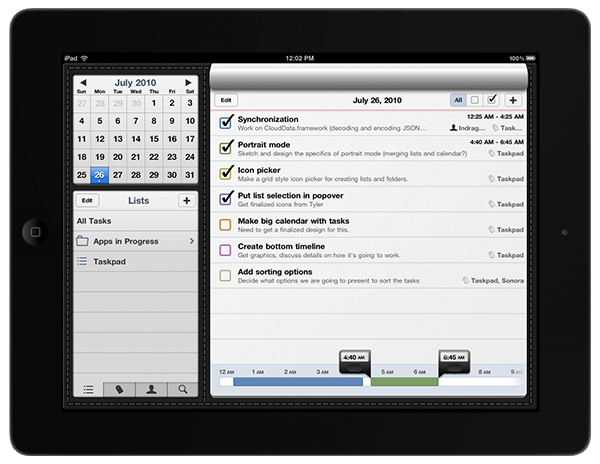 iPad 12:02 PM 100%
July 2010
Sun Mon Tue Wed Thu Fri Sat
27 28 29 30 1 2 3
4 5 6 7 8 9 10
11 12 13 14 15 16 17
18 19 20 21 22 23 24
25 26 27 28 29 30 31
Edit Lists +
All Tasks
Apps in Progress
Taskpad
Edit July 26, 2010 All +
Synchronization 12:25 AM - 4:25 AM
Work on CloudData.framework (decoding and encoding JSON... Indrag... Task...
Portrait mode 4:40 AM - 6:45 AM
Sketch and design the specifics of portrait mode (merging lists and calendar?) Taskpad
Icon picker
Make a grid style icon picker for creating lists and folders. Taskpad
Put list selection in popover
Get finalized icons from Tyler Taskpad
Make big calendar with tasks
Need to get a finalized design for this. Taskpad
Create bottom timeline
Get graphics, discuss details on how it's going to work. Taskpad
Add sorting options
Decide what options we are going to present to sort the tasks Taskpad, Sonora
4:40 AM 6:45 AM
12 AM 1 AM 2 AM 3 AM 5 AM 6 AM 8 AM 9